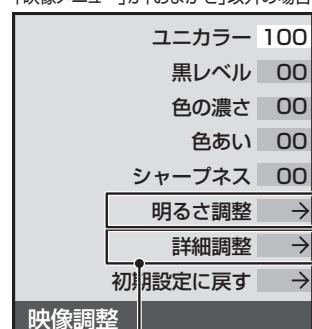 「映像メニュー」が「おまかせ」以外の場合
ユニカラー 100
黒レベル 00
色の濃さ 00
色あい 00
シャープネス 00
明るさ調整 →
詳細調整 →
初期設定に戻す →
映像調整